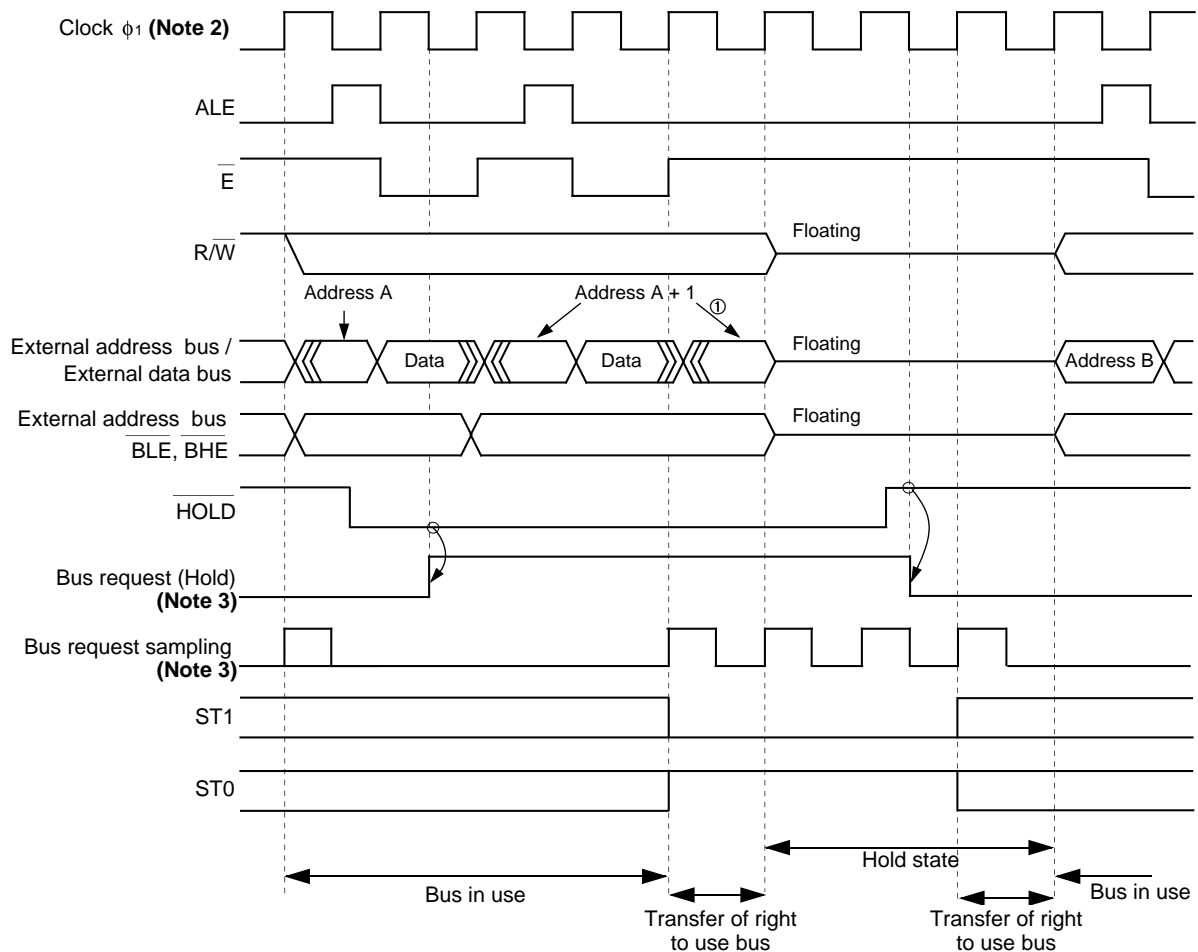 Clock ϕ1 (Note 2)
ALE
E
R/W
Floating
Address A
Address A + 1
①
External address bus /
External data bus
Data
Data
Floating
Address B
External address bus
BLE, BHE
Floating
HOLD
Bus request (Hold)
(Note 3)
Bus request sampling
(Note 3)
ST1
ST0
Hold state
Bus in use
Bus in use
Transfer of right
to use bus
Transfer of right
to use bus